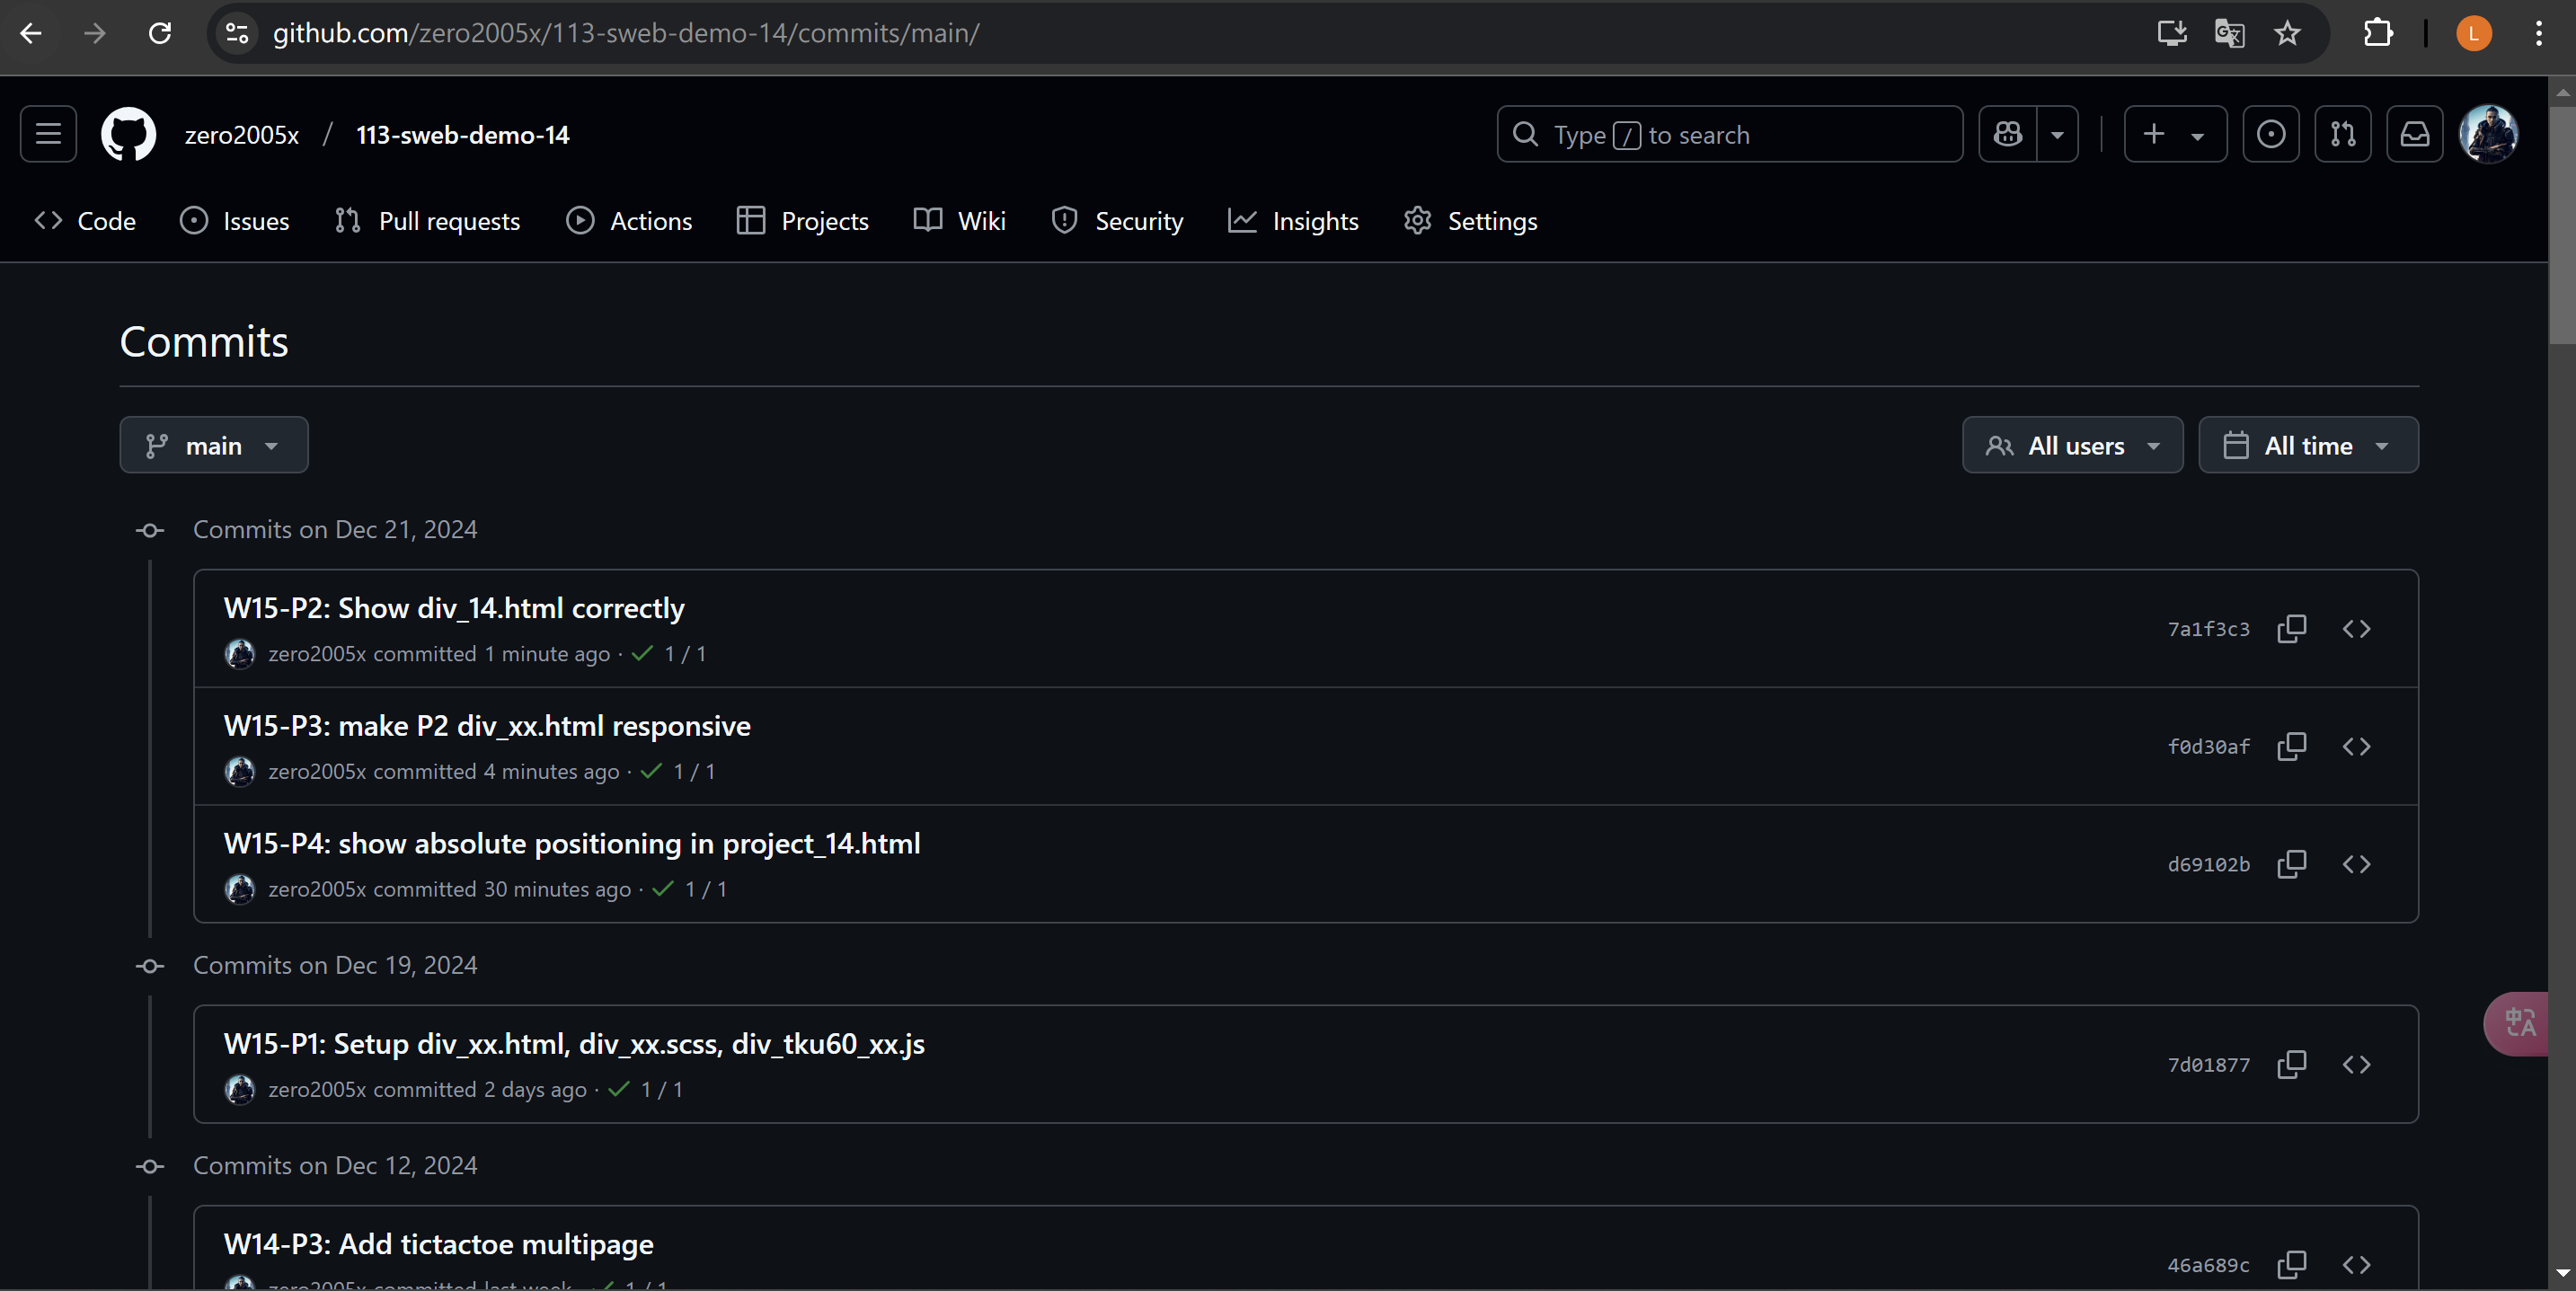 github.com/zero2005x/113-sweb-demo-14/commits/main/
L
zero2005x / 113-sweb-demo-14
Type / to search
Code Issues Pull requests Actions Projects Wiki Security Insights Settings
Commits
main All users All time
Commits on Dec 21, 2024
W15-P2: Show div_14.html correctly
7a1f3c3
zero2005x committed 1 minute ago · 1 / 1
W15-P3: make P2 div_xx.html responsive
f0d30af
zero2005x committed 4 minutes ago · 1 / 1
W15-P4: show absolute positioning in project_14.html
d69102b
zero2005x committed 30 minutes ago · 1 / 1
Commits on Dec 19, 2024
W15-P1: Setup div_xx.html, div_xx.scss, div_tku60_xx.js
7d01877
zero2005x committed 2 days ago · 1 / 1
Commits on Dec 12, 2024
W14-P3: Add tictactoe multipage
46a689c
zero2005x committed last week · 1 / 1